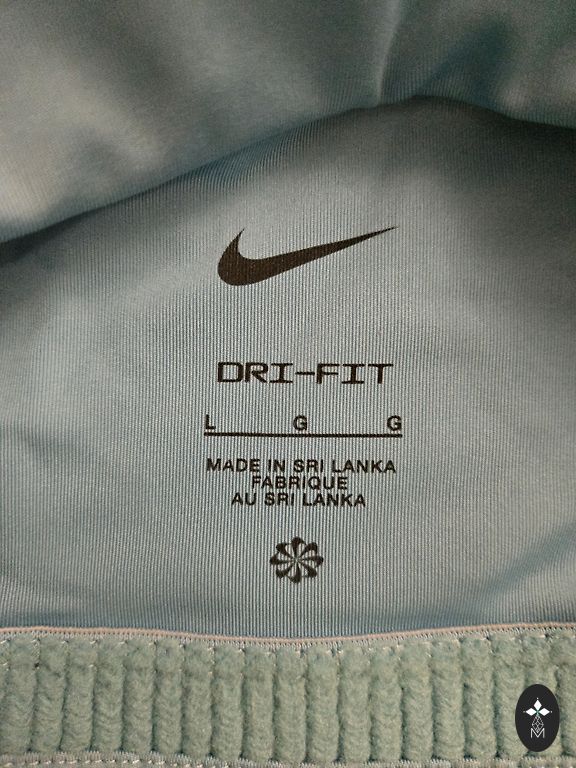 DRI-FIT
L G G
MADE IN SRI LANKA
FABRIQUE
AU SRI LANKA
M